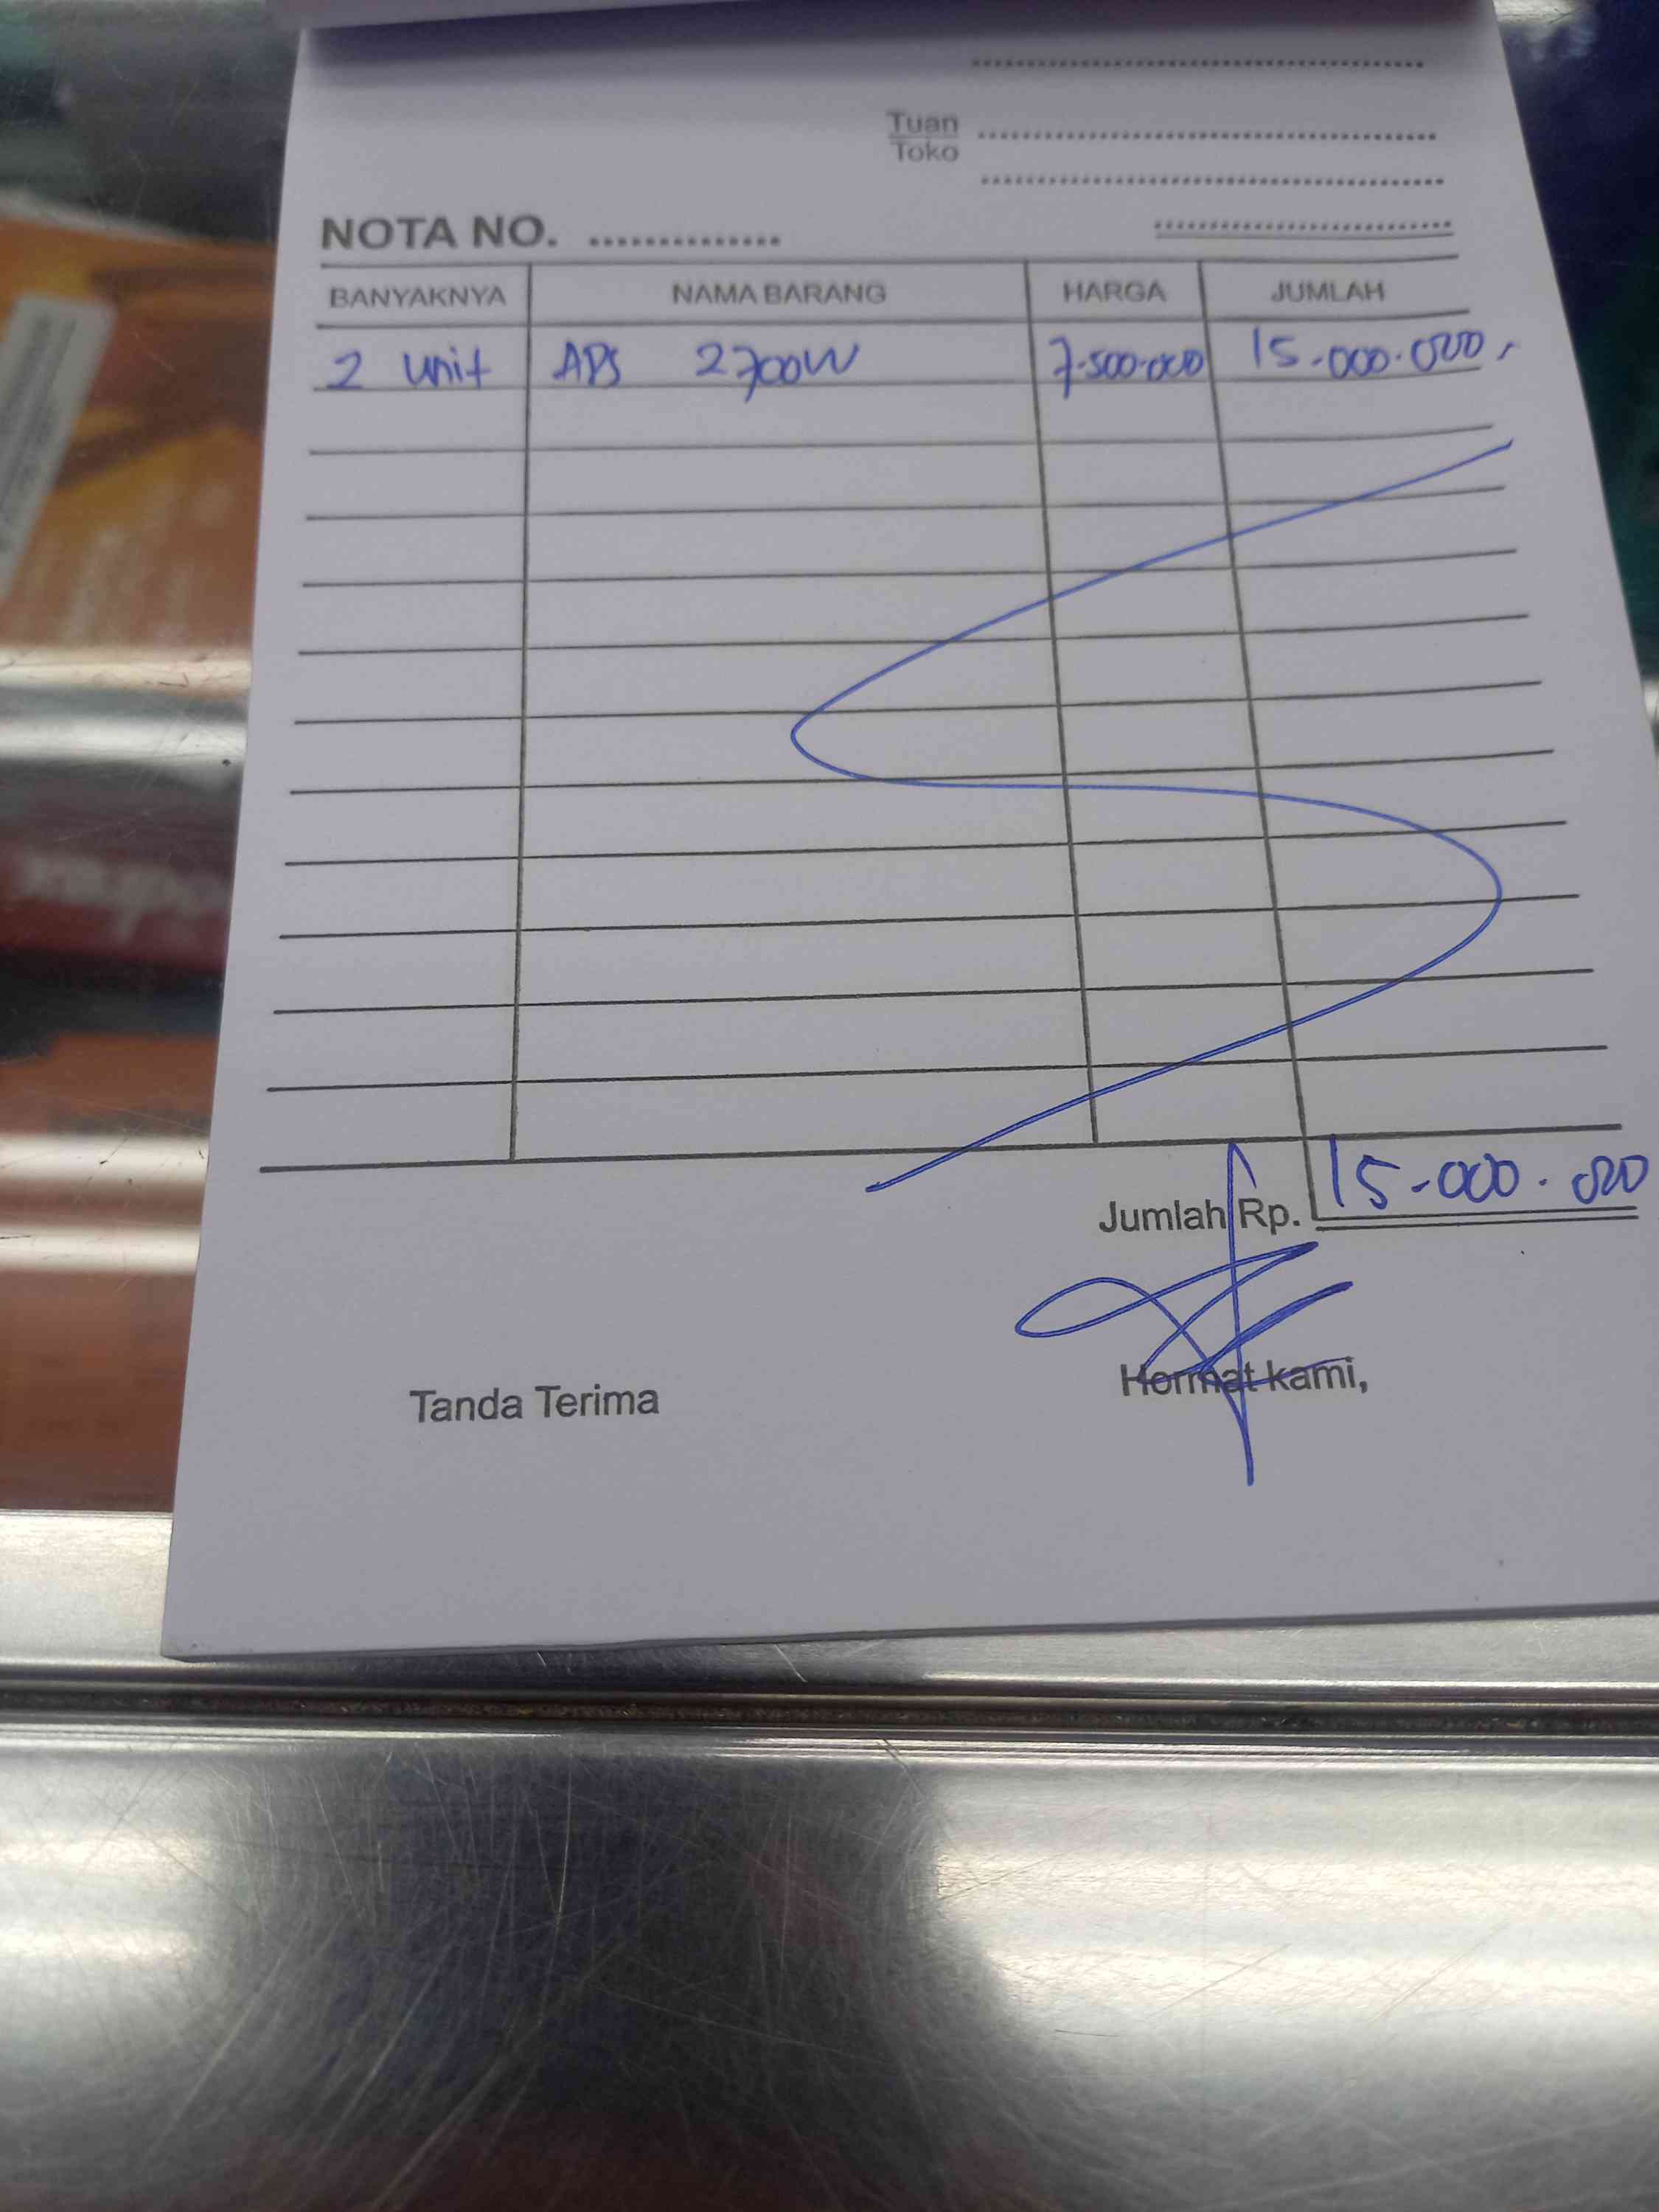 Tuan
Toko
NOTA NO. ..............
BANYAKNYA NAMA BARANG HARGA JUMLAH
2 unit APS 2700W 7.500.000 15.000.000,
Jumlah Rp. 15.000.000
Tanda Terima Hormat kami,